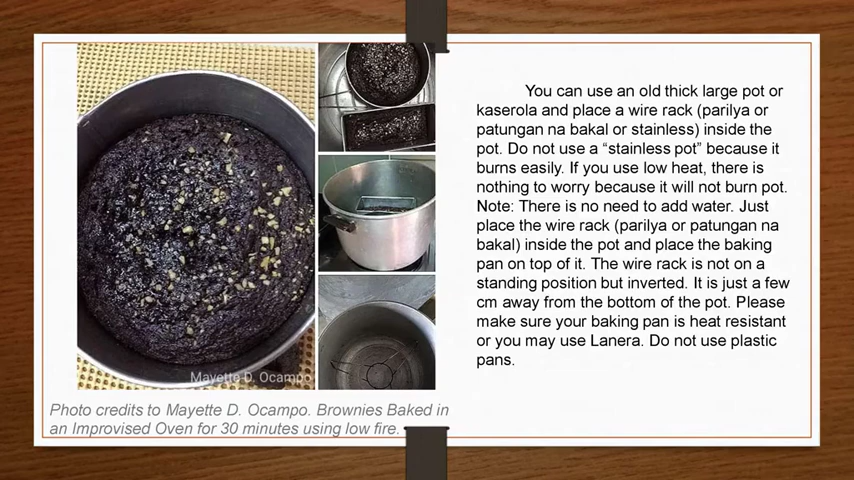 Mayette D. Ocampo
Photo credits to Mayette D. Ocampo. Brownies Baked in
an Improvised Oven for 30 minutes using low fire.
You can use an old thick large pot or
kaserola and place a wire rack (parilya or
patungan na bakal or stainless) inside the
pot. Do not use a “stainless pot” because it
burns easily. If you use low heat, there is
nothing to worry because it will not burn pot.
Note: There is no need to add water. Just
place the wire rack (parilya or patungan na
bakal) inside the pot and place the baking
pan on top of it. The wire rack is not on a
standing position but inverted. It is just a few
cm away from the bottom of the pot. Please
make sure your baking pan is heat resistant
or you may use Lanera. Do not use plastic
pans.